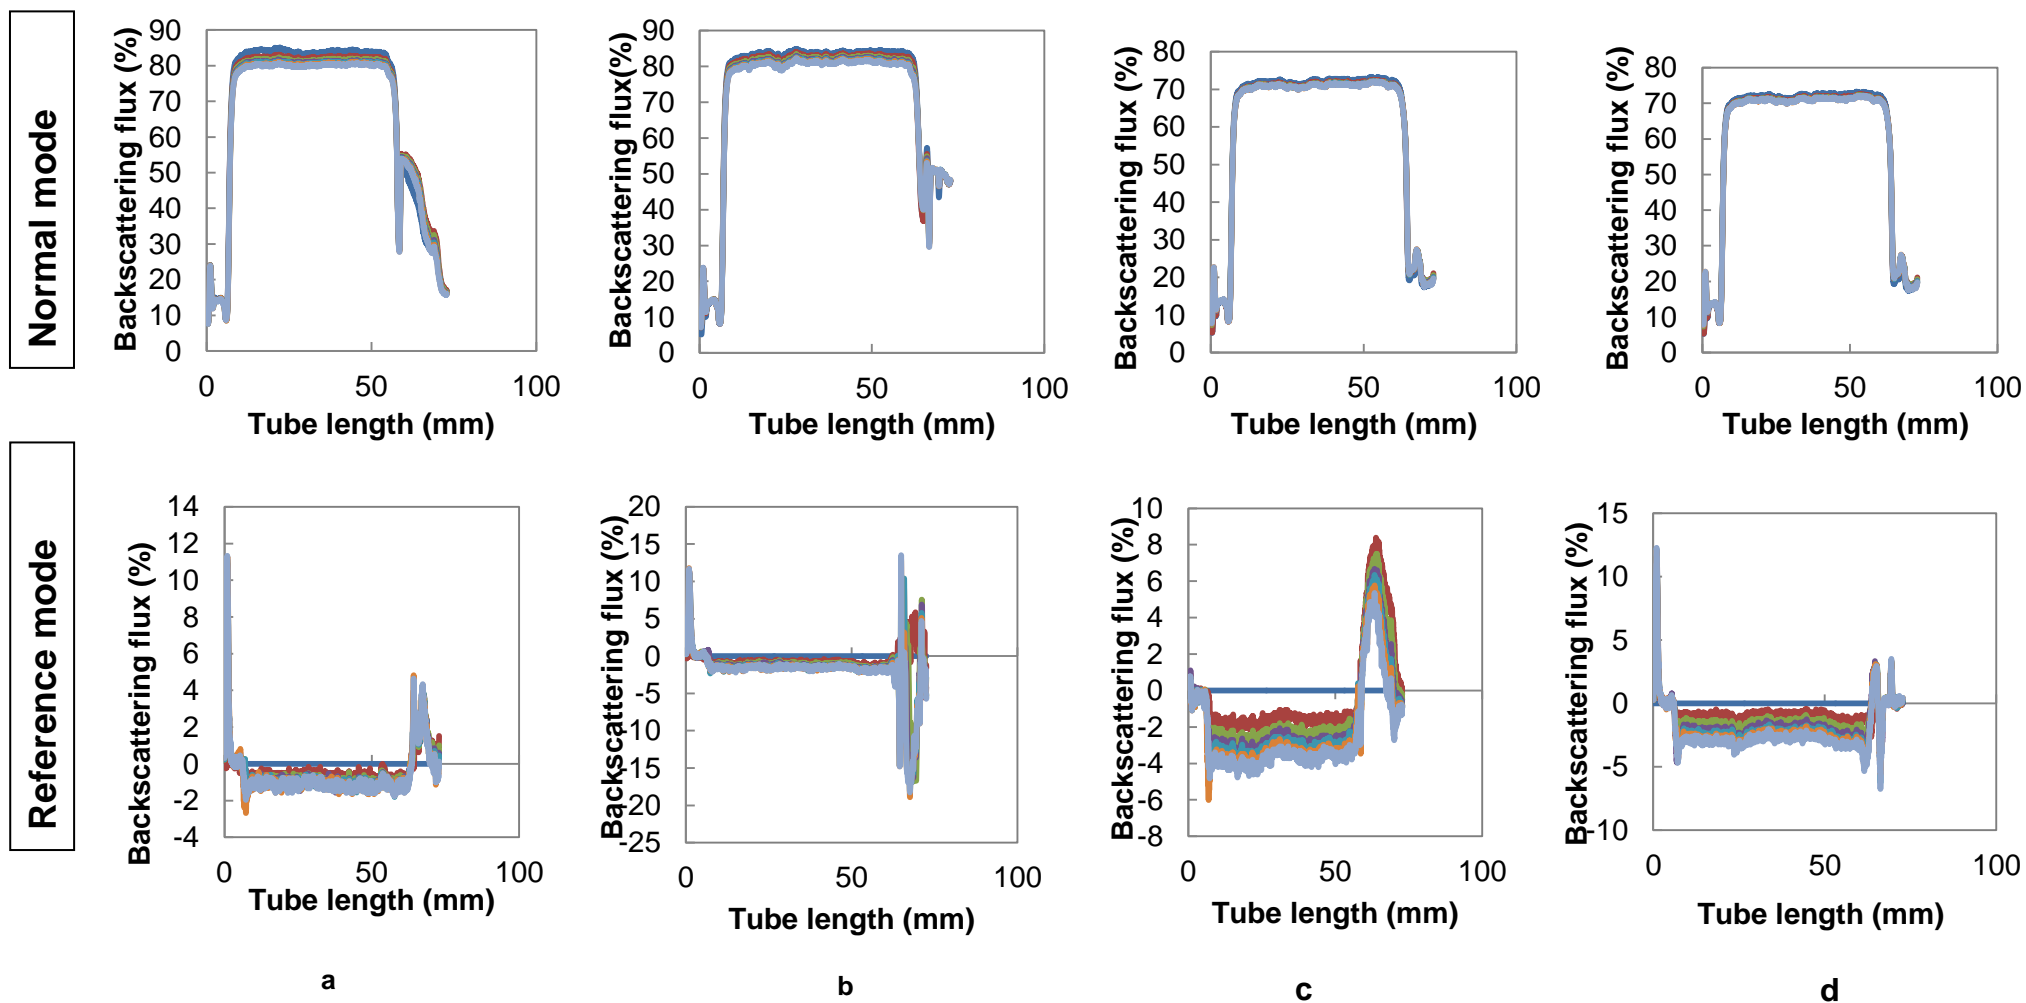 Normal mode
Backscattering flux (%)
90
80
70
60
50
40
30
20
10
0
0 50 100
Tube length (mm)
Backscattering flux(%)
90
80
70
60
50
40
30
20
10
0
0 50 100
Tube length (mm)
Backscattering flux (%)
80
70
60
50
40
30
20
10
0
0 50 100
Tube length (mm)
Backscattering flux (%)
80
70
60
50
40
30
20
10
0
0 50 100
Tube length (mm)
Reference mode
Backscattering flux (%)
14
12
10
8
6
4
2
0
-2
-4
0 50 100
Tube length (mm)
Backscattering flux (%)
20
15
10
5
0
-5
-10
-15
-20
-25
0 50 100
Tube length (mm)
Backscattering flux (%)
10
8
6
4
2
0
-2
-4
-6
-8
0 50 100
Tube length (mm)
Backscattering flux (%)
15
10
5
0
-5
-10
0 50 100
Tube length (mm)
a b c d